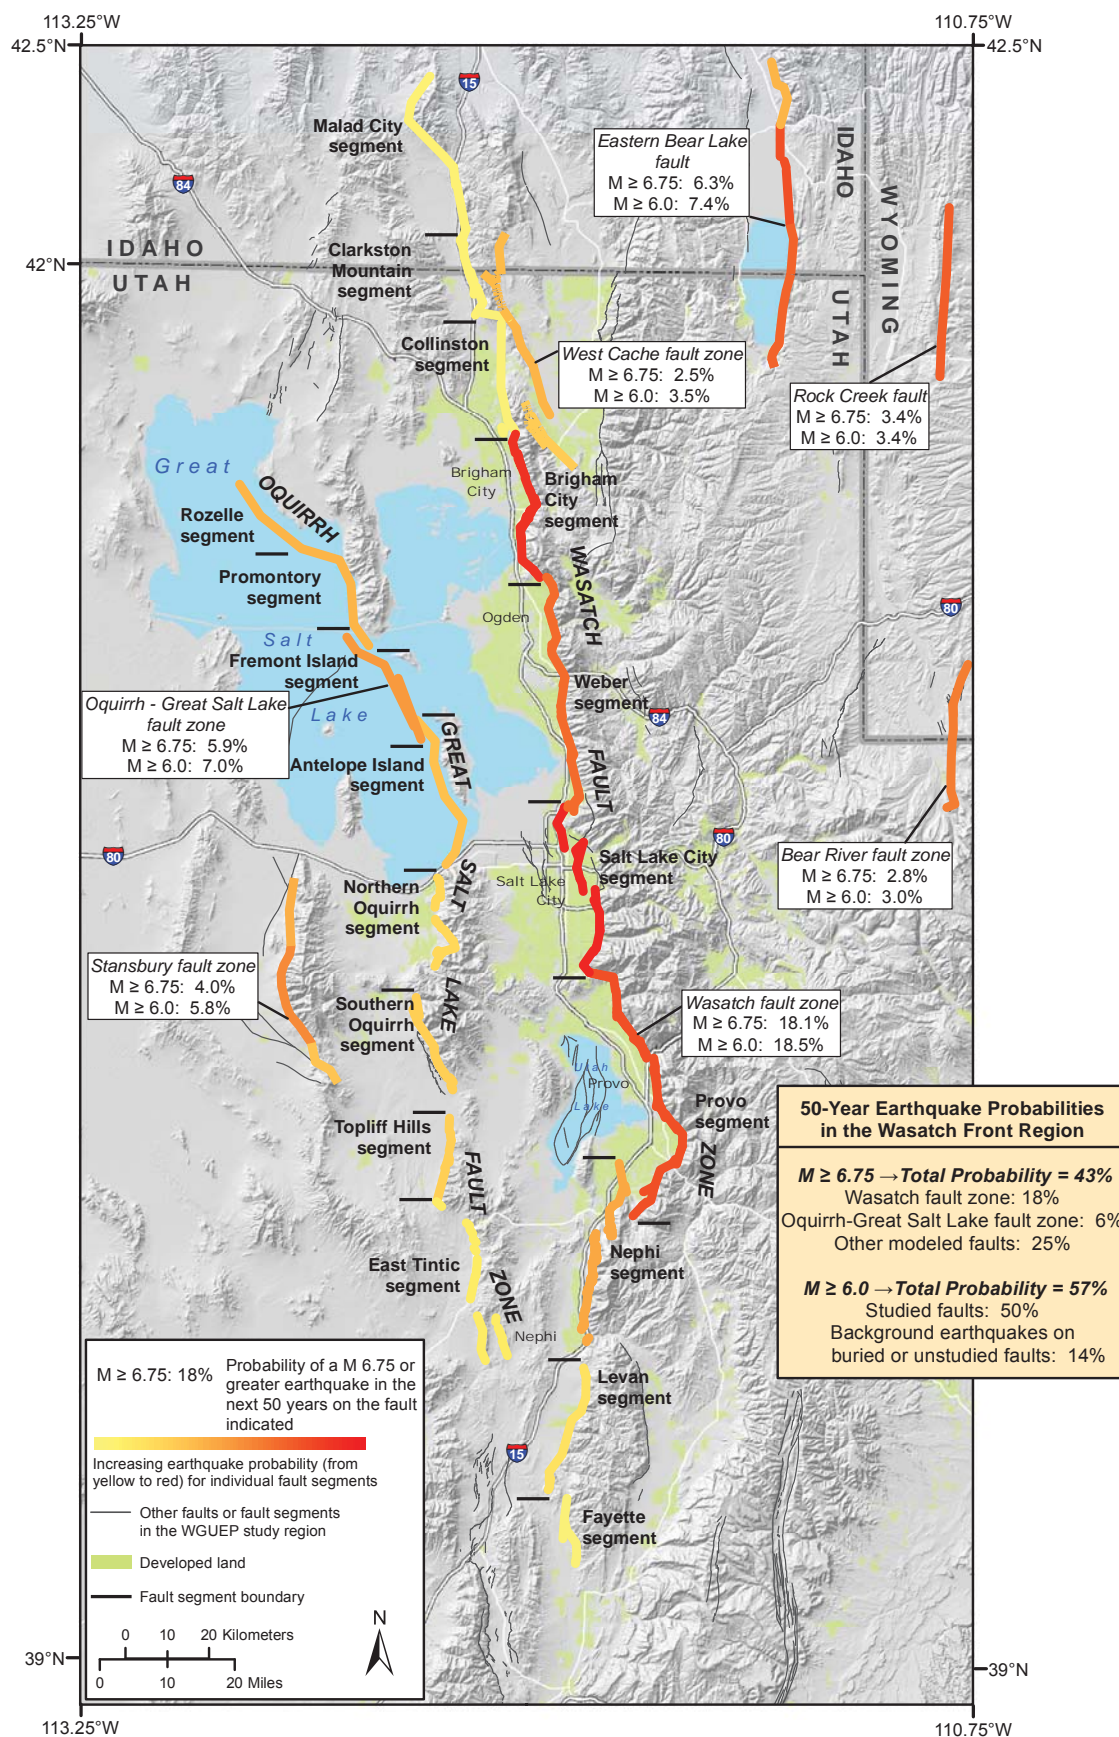 113.25°W
110.75°W
42.5°N
42.5°N
15
Malad City
segment
Eastern Bear Lake
fault
M ≥ 6.75:  6.3%
M ≥ 6.0:  7.4%
IDAHO
84
WYOMING
Clarkston
Mountain
segment
IDAHO
42°N
UTAH
UTAH
Collinston
segment
West Cache fault zone
M ≥ 6.75:  2.5%
M ≥ 6.0:  3.5%
Rock Creek fault
M ≥ 6.75:  3.4%
M ≥ 6.0:  3.4%
Great
Brigham
City
Brigham
City
segment
OQUIRRH
Rozelle
segment
WASATCH
Promontory
segment
80
Ogden
Salt
Fremont Island
segment
Weber
segment
Oquirrh - Great Salt Lake
fault zone
M ≥ 6.75:  5.9%
M ≥ 6.0:  7.0%
Lake
84
GREAT
FAULT
Antelope Island
segment
80
80
Salt Lake City
segment
Bear River fault zone
M ≥ 6.75:  2.8%
M ≥ 6.0:  3.0%
SALT
Northern
Oquirrh
segment
Salt Lake
City
Stansbury fault zone
M ≥ 6.75:  4.0%
M ≥ 6.0:  5.8%
LAKE
Southern
Oquirrh
segment
Wasatch fault zone
M ≥ 6.75:  18.1%
M ≥ 6.0:  18.5%
Utah
Provo
Lake
Provo
segment
50-Year Earthquake Probabilities
in the Wasatch Front Region
M ≥ 6.75 →Total Probability = 43%
Wasatch fault zone: 18%
Oquirrh-Great Salt Lake fault zone:  6%
Other modeled faults:  25%
M ≥ 6.0 →Total Probability = 57%
Studied faults: 50%
Background earthquakes on
buried or unstudied faults:  14%
Topliff Hills
segment
FAULT
ZONE
East Tintic
segment
Nephi
segment
ZONE
Nephi
Levan
segment
15
Fayette
segment
M ≥ 6.75: 18%
Probability of a M 6.75 or
greater earthquake in the
next 50 years on the fault
indicated
Increasing earthquake probability (from
yellow to red) for individual fault segments
Other faults or fault segments
in the WGUEP study region
Developed land
Fault segment boundary
N
0 10 20 Kilometers
0 10 20 Miles
39°N
39°N
113.25°W
110.75°W